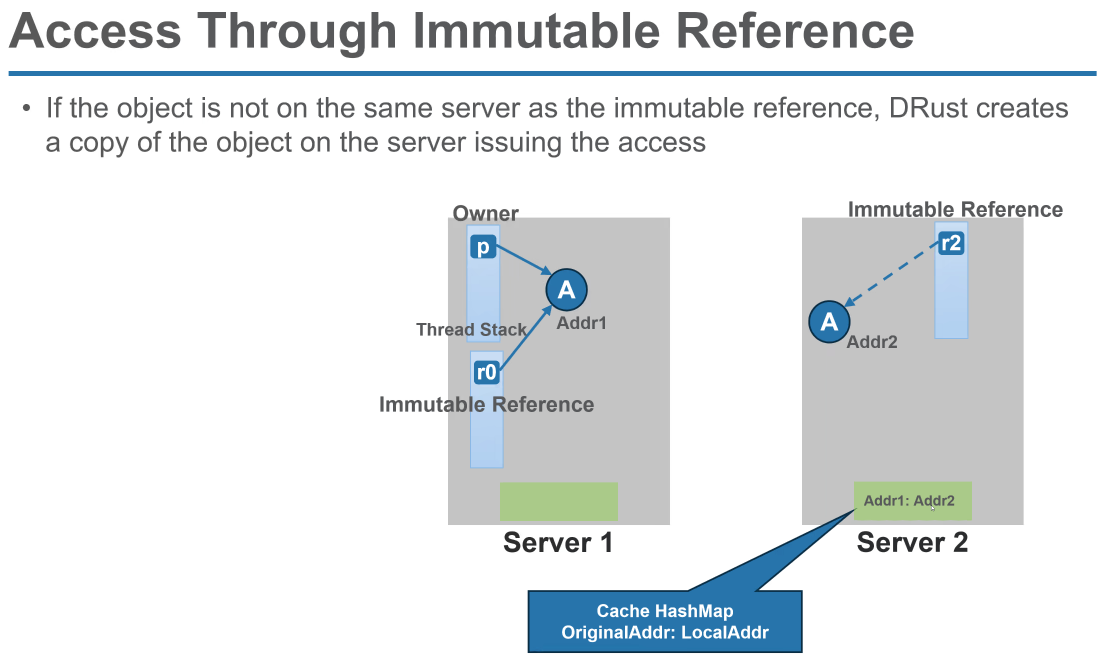 Access Through Immutable Reference
• If the object is not on the same server as the immutable reference, DRust creates
a copy of the object on the server issuing the access
Owner
p
A
Addr1
Thread Stack
r0
Immutable Reference
Server 1
Immutable Reference
r2
A
Addr2
Addr1: Addr2
Server 2
Cache HashMap
OriginalAddr: LocalAddr